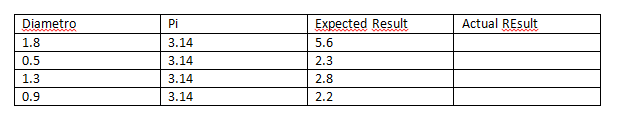 Diametro Pi Expected Result Actual REsult
1.8 3.14 5.6
0.5 3.14 2.3
1.3 3.14 2.8
0.9 3.14 2.2